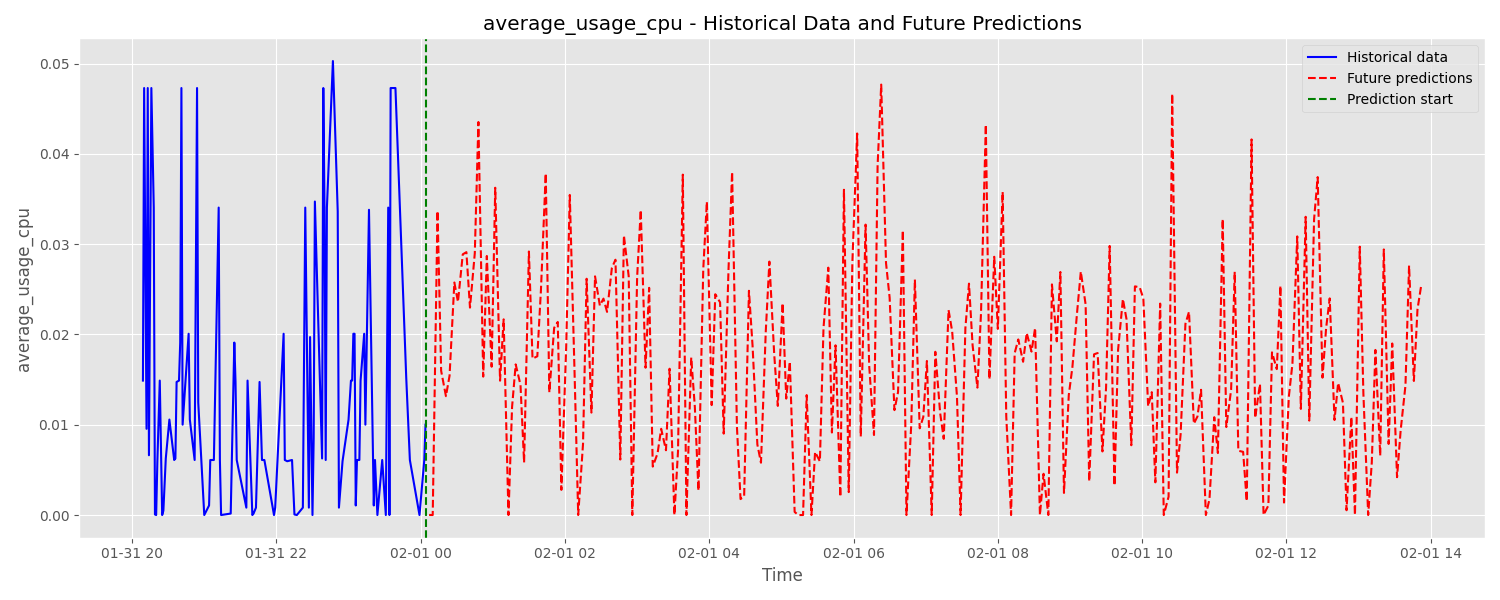 average_usage_cpu - Historical Data and Future Predictions
Historical data
Future predictions
Prediction start
average_usage_cpu
0.05
0.04
0.03
0.02
0.01
0.00
01-31 20
01-31 22
02-01 00
02-01 02
02-01 04
02-01 06
02-01 08
02-01 10
02-01 12
02-01 14
Time